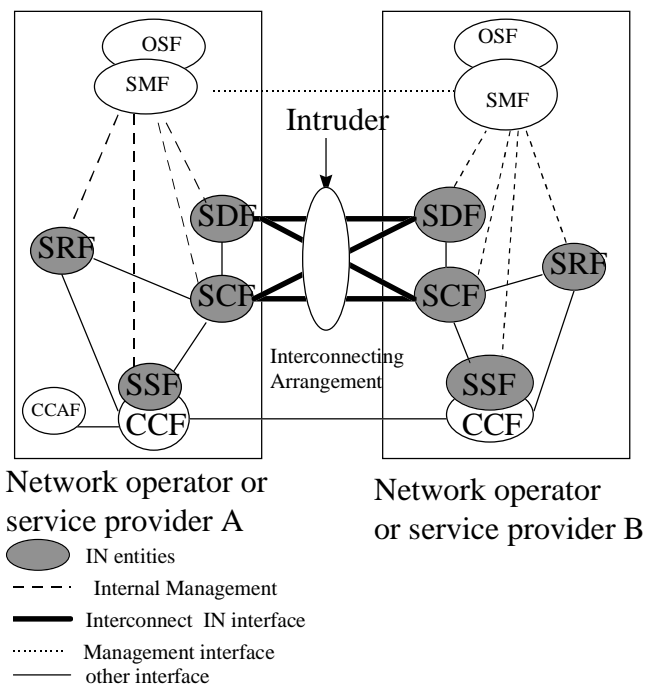 OSF
SMF
OSF
SMF
Intruder
SDF
SDF
SRF
SRF
SCF
SCF
Interconnecting
Arrangement
SSF
SSF
CCAF
CCF
CCF
Network operator or
service provider A
Network operator
or service provider B
IN entities
Internal Management
Interconnect IN interface
Management interface
other interface